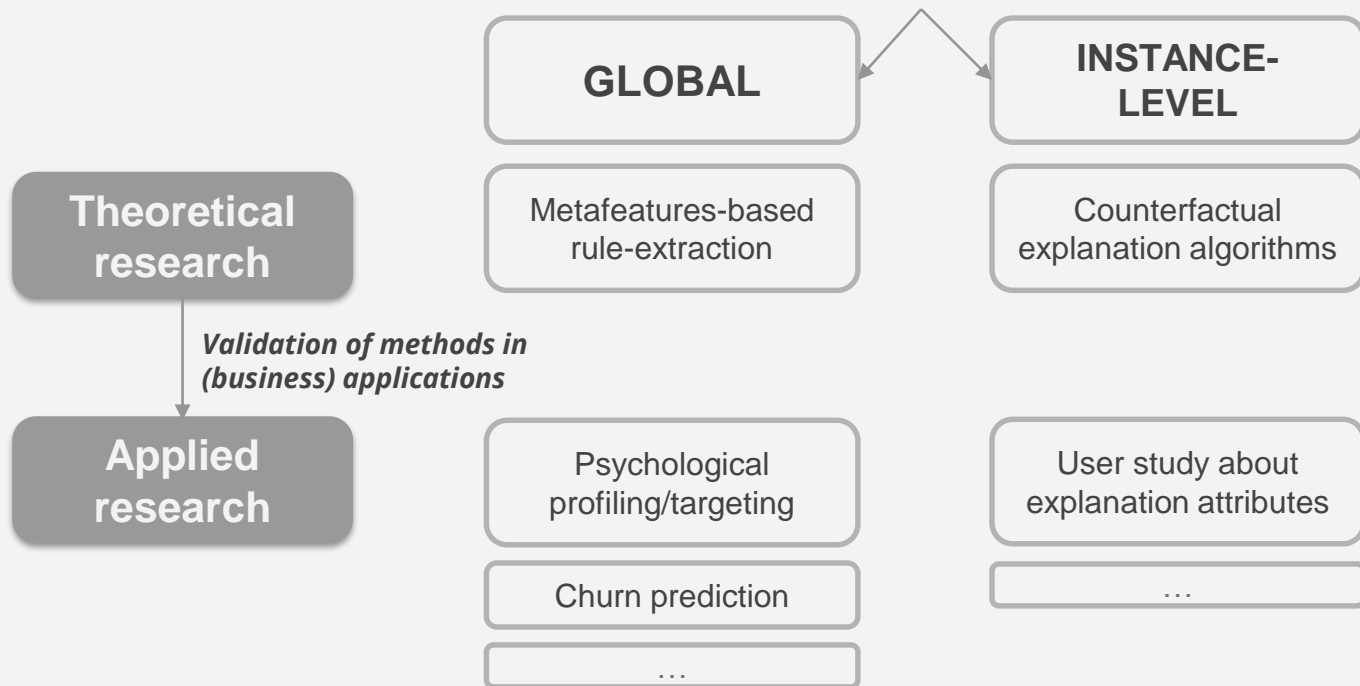 GLOBAL
INSTANCE-
LEVEL
Theoretical
research
Metafeatures-based
rule-extraction
Counterfactual
explanation algorithms
Validation of methods in
(business) applications
Applied
research
Psychological
profiling/targeting
User study about
explanation attributes
Churn prediction
…
…